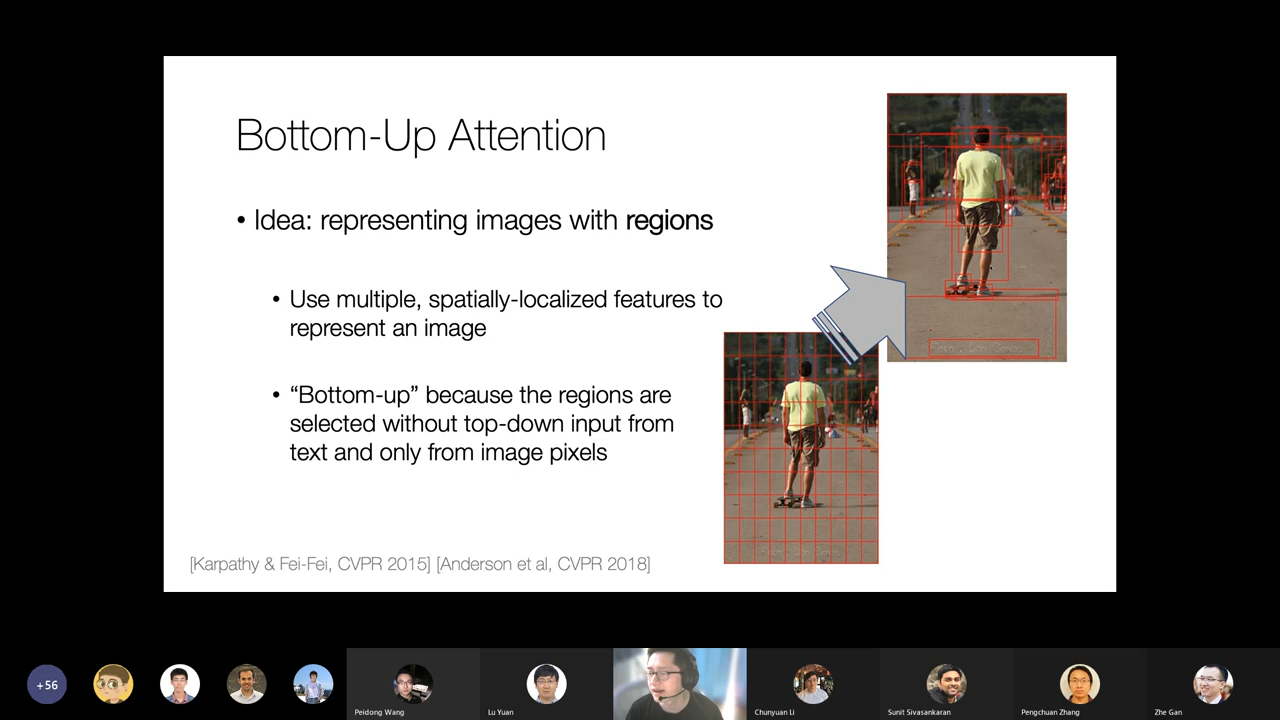 Bottom-Up Attention
• Idea: representing images with regions
• Use multiple, spatially-localized features to
represent an image
• “Bottom-up” because the regions are
selected without top-down input from
text and only from image pixels
[Karpathy & Fei-Fei, CVPR 2015] [Anderson et al, CVPR 2018]
+56
Peidong Wang
Lu Yuan
Chunyuan Li
Sunit Sivasankaran
Pengchuan Zhang
Zhe Gan